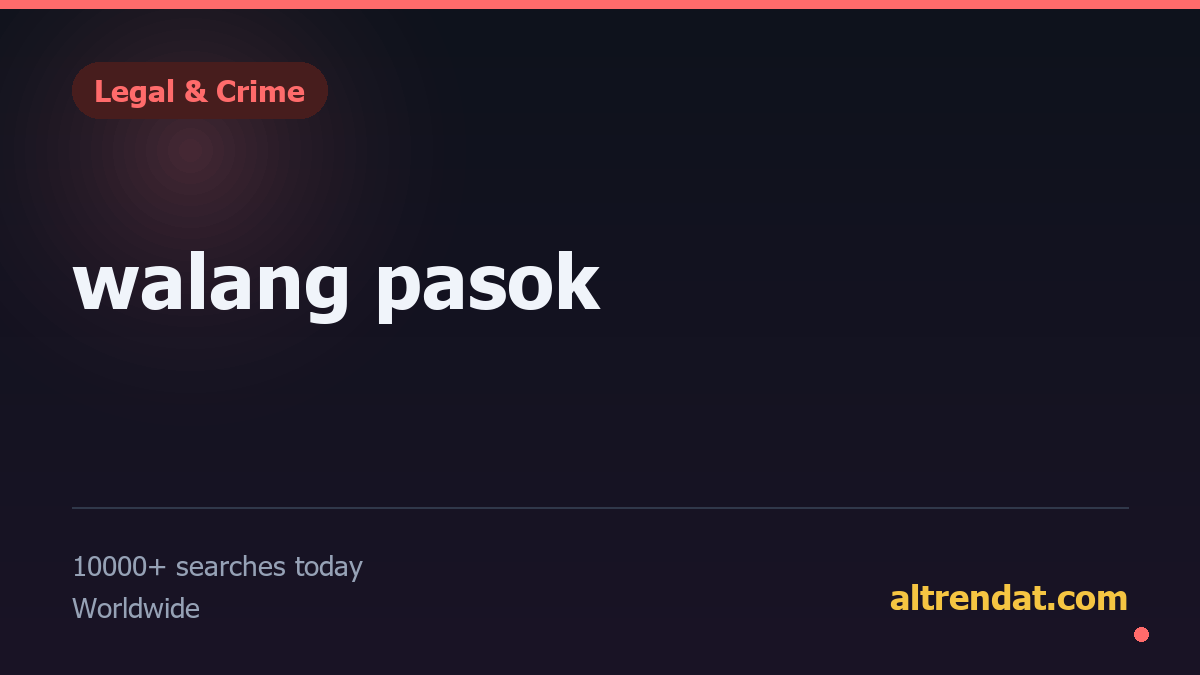 Legal & Crime
walang pasok
10000+ searches today
Worldwide
altrendat.com